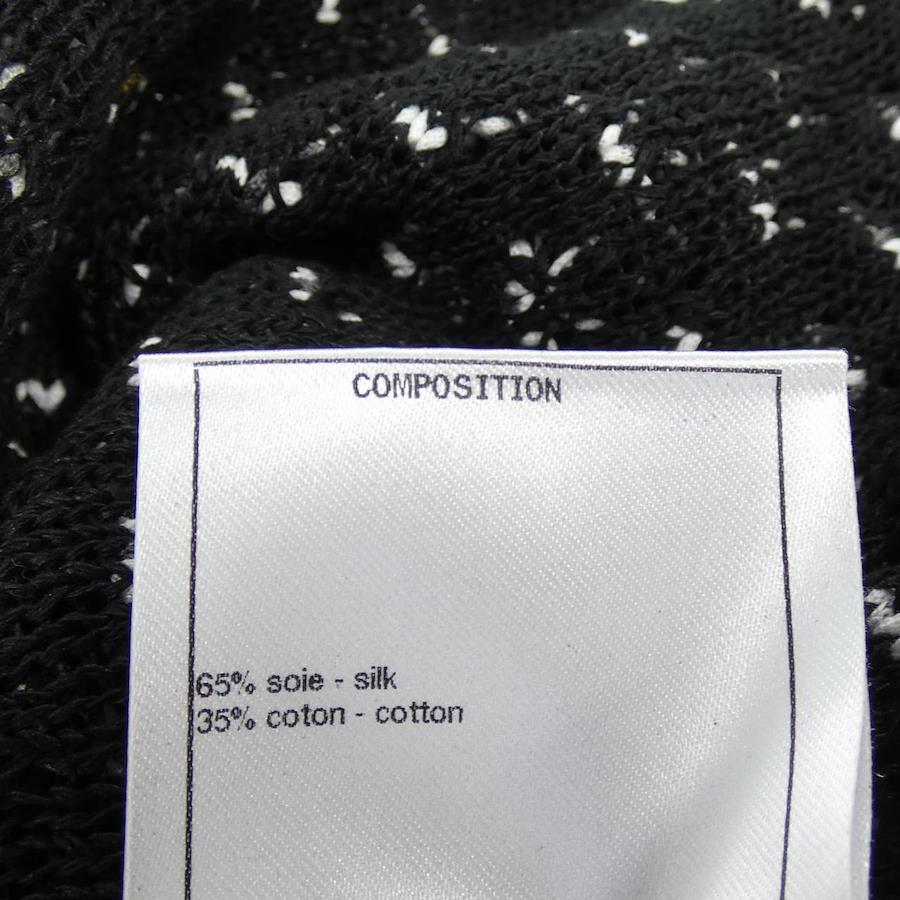 COMPOSITION
65% soie - silk
35% coton - cotton